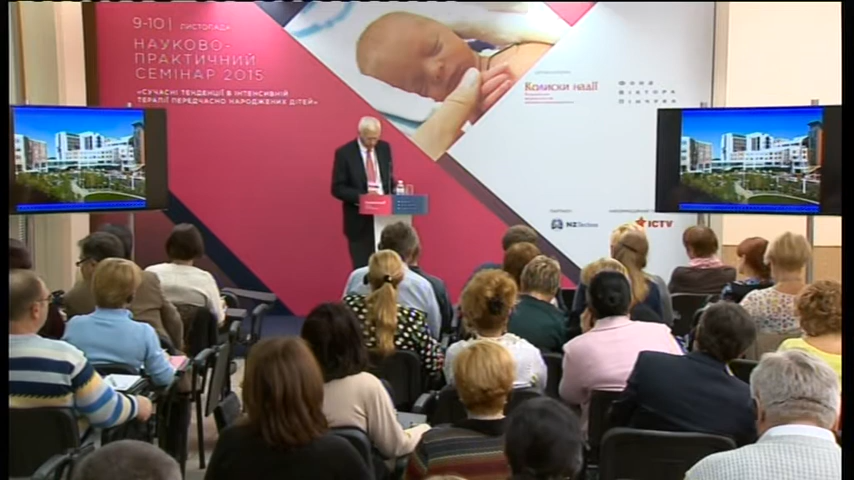 9-10 | ЛИСТОПАДА
НАУКОВО-
ПРАКТИЧНИЙ
СЕМІНАР 2015
«СУЧАСНІ ТЕНДЕНЦІЇ В ІНТЕНСИВНІЙ
ТЕРАПІЇ ПЕРЕДЧАСНО НАРОДЖЕНИХ ДІТЕЙ»
Колиски надії
ФОНД
ВІКТОРА
ПІНЧУКА
NZTechno
ICTV